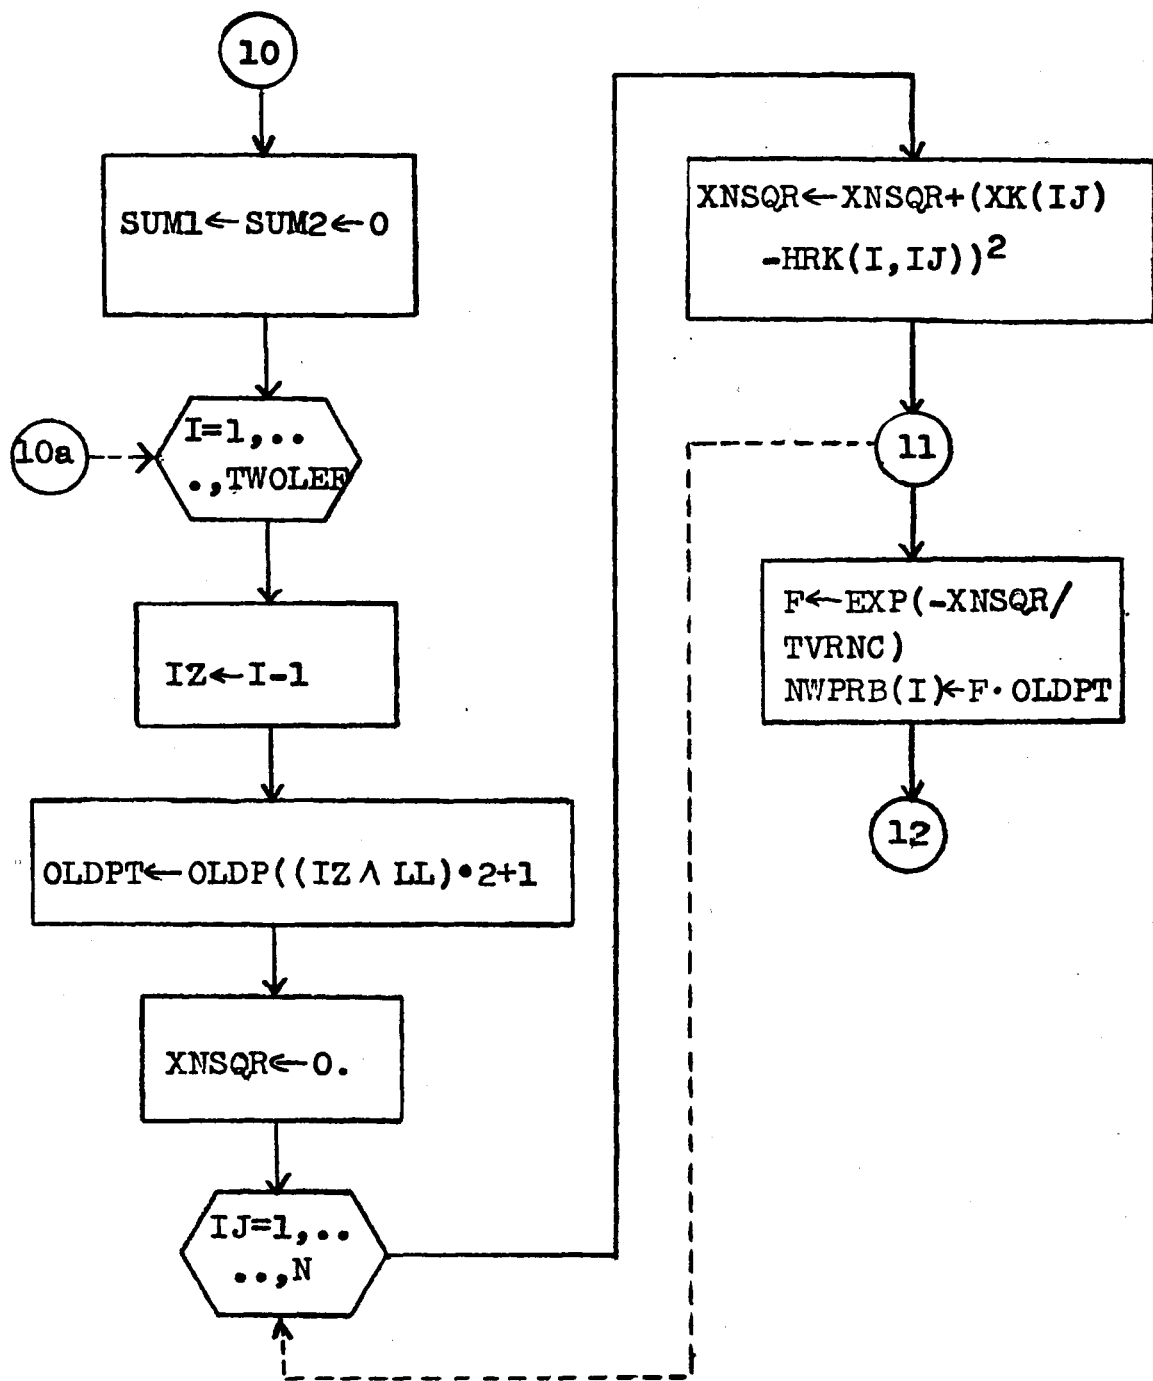 10
SUM1←SUM2←0
10a
I=1,..
.,TWOLEF
IZ←I-1
OLDPT←OLDP((IZ∧LL)•2+1
XNSQR←0.
IJ=1,..
..,N
XNSQR←XNSQR+(XK(IJ)
-HRK(I,IJ))²
11
F←EXP(-XNSQR/
TVRNC)
NWPRB(I)←F·OLDPT
12